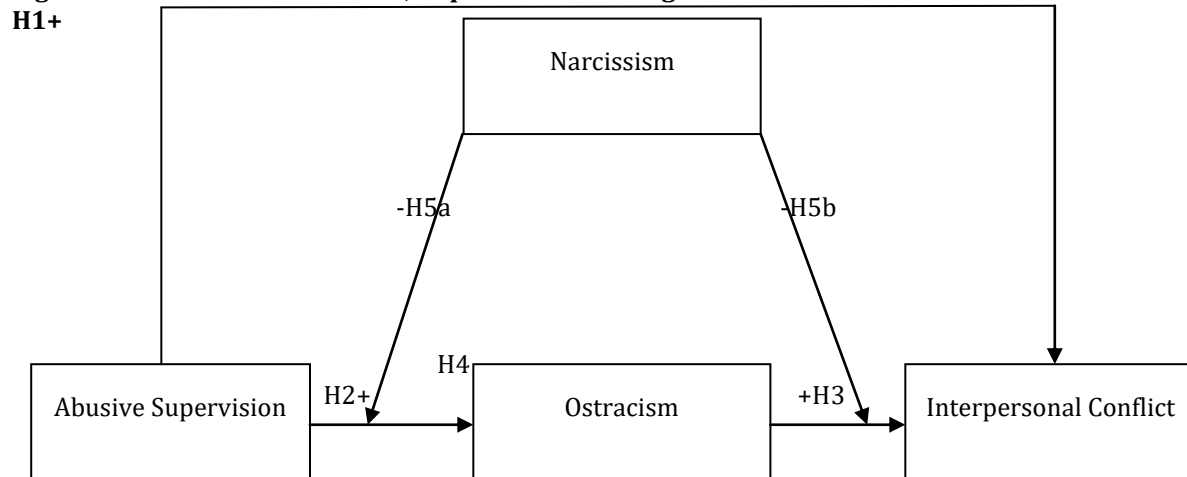 H1+
Narcissism
-H5a
-H5b
H4
H2+
+H3
Abusive Supervision
Ostracism
Interpersonal Conflict